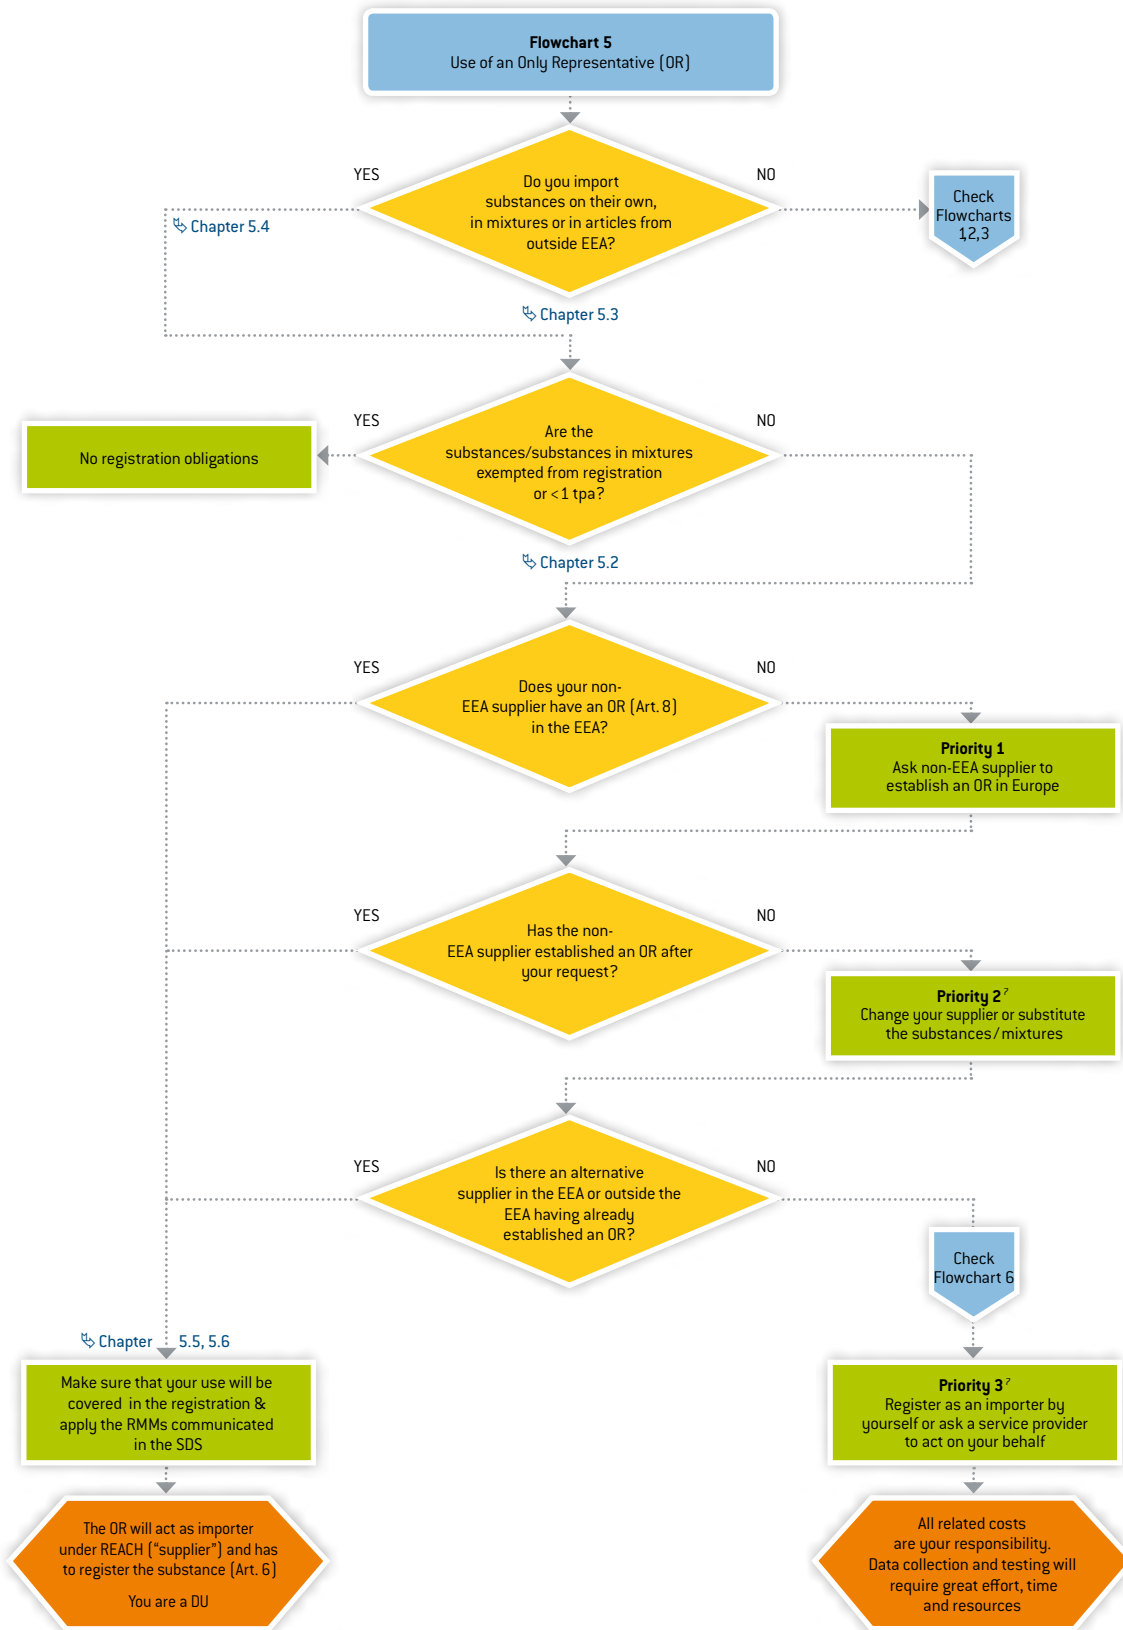 Flowchart 5
Use of an Only Representative (OR)
YES
NO
Do you import
substances on their own,
in mixtures or in articles from
outside EEA?
Check
Flowcharts
1,2,3
Chapter 5.4
Chapter 5.3
YES
NO
Are the
substances/substances in mixtures
exempted from registration
or <1 tpa?
No registration obligations
Chapter 5.2
YES
NO
Does your non-
EEA supplier have an OR (Art. 8)
in the EEA?
Priority 1
Ask non-EEA supplier to
establish an OR in Europe
YES
NO
Has the non-
EEA supplier established an OR after
your request?
Priority 2 7
Change your supplier or substitute
the substances/mixtures
YES
NO
Is there an alternative
supplier in the EEA or outside the
EEA having already
established an OR?
Check
Flowchart 6
Chapter 5.5, 5.6
Make sure that your use will be
covered in the registration &
apply the RMMs communicated
in the SDS
Priority 3 7
Register as an importer by
yourself or ask a service provider
to act on your behalf
The OR will act as importer
under REACH ("supplier") and has
to register the substance (Art. 6)
You are a DU
All related costs
are your responsibility.
Data collection and testing will
require great effort, time
and resources